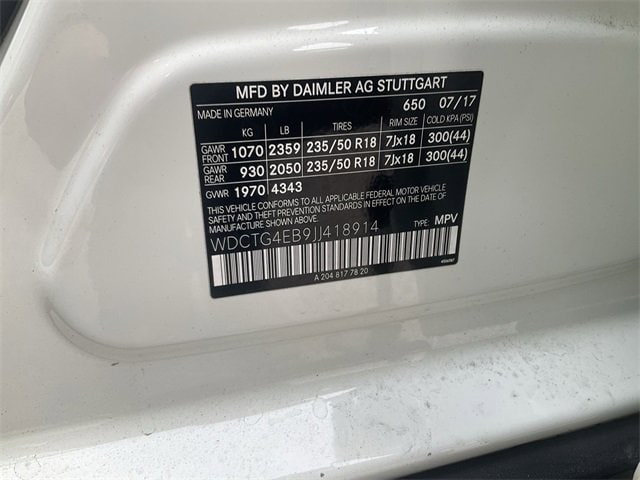 MFD BY DAIMLER AG STUTTGART
MADE IN GERMANY 650 07/17
KG LB TIRES RIM SIZE COLD KPA (PSI)
GAWR FRONT 1070 2359 235/50 R18 7Jx18 300(44)
GAWR REAR 930 2050 235/50 R18 7Jx18 300(44)
GVWR 1970 4343
THIS VEHICLE CONFORMS TO ALL APPLICABLE FEDERAL MOTOR VEHICLE
SAFETY, BUMPER AND THEFT PREVENTION STANDARDS IN EFFECT ON THE DATE OF
MANUFACTURE SHOWN ABOVE.
WDCTG4EB9JJ418914 TYPE: MPV
A 204 817 78 20